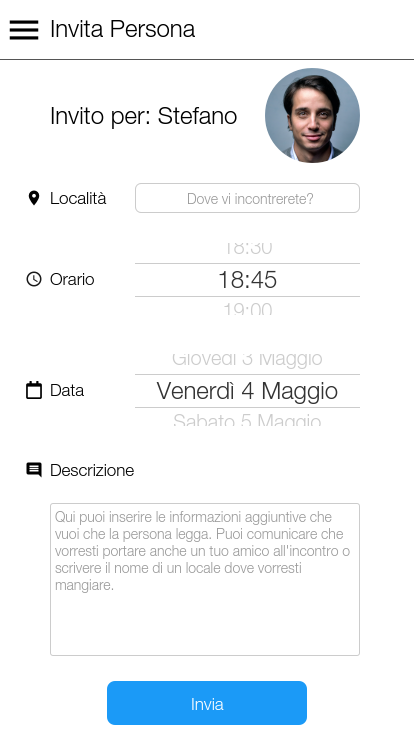 Invita Persona
Invito per: Stefano
Località
Dove vi incontrerete?
18:30
Orario
18:45
19:00
Giovedì 3 Maggio
Data
Venerdì 4 Maggio
Sabato 5 Maggio
Descrizione
Qui puoi inserire le informazioni aggiuntive che
vuoi che la persona legga. Puoi comunicare che
vorresti portare anche un tuo amico all'incontro o
scrivere il nome di un locale dove vorresti
mangiare.
Invia